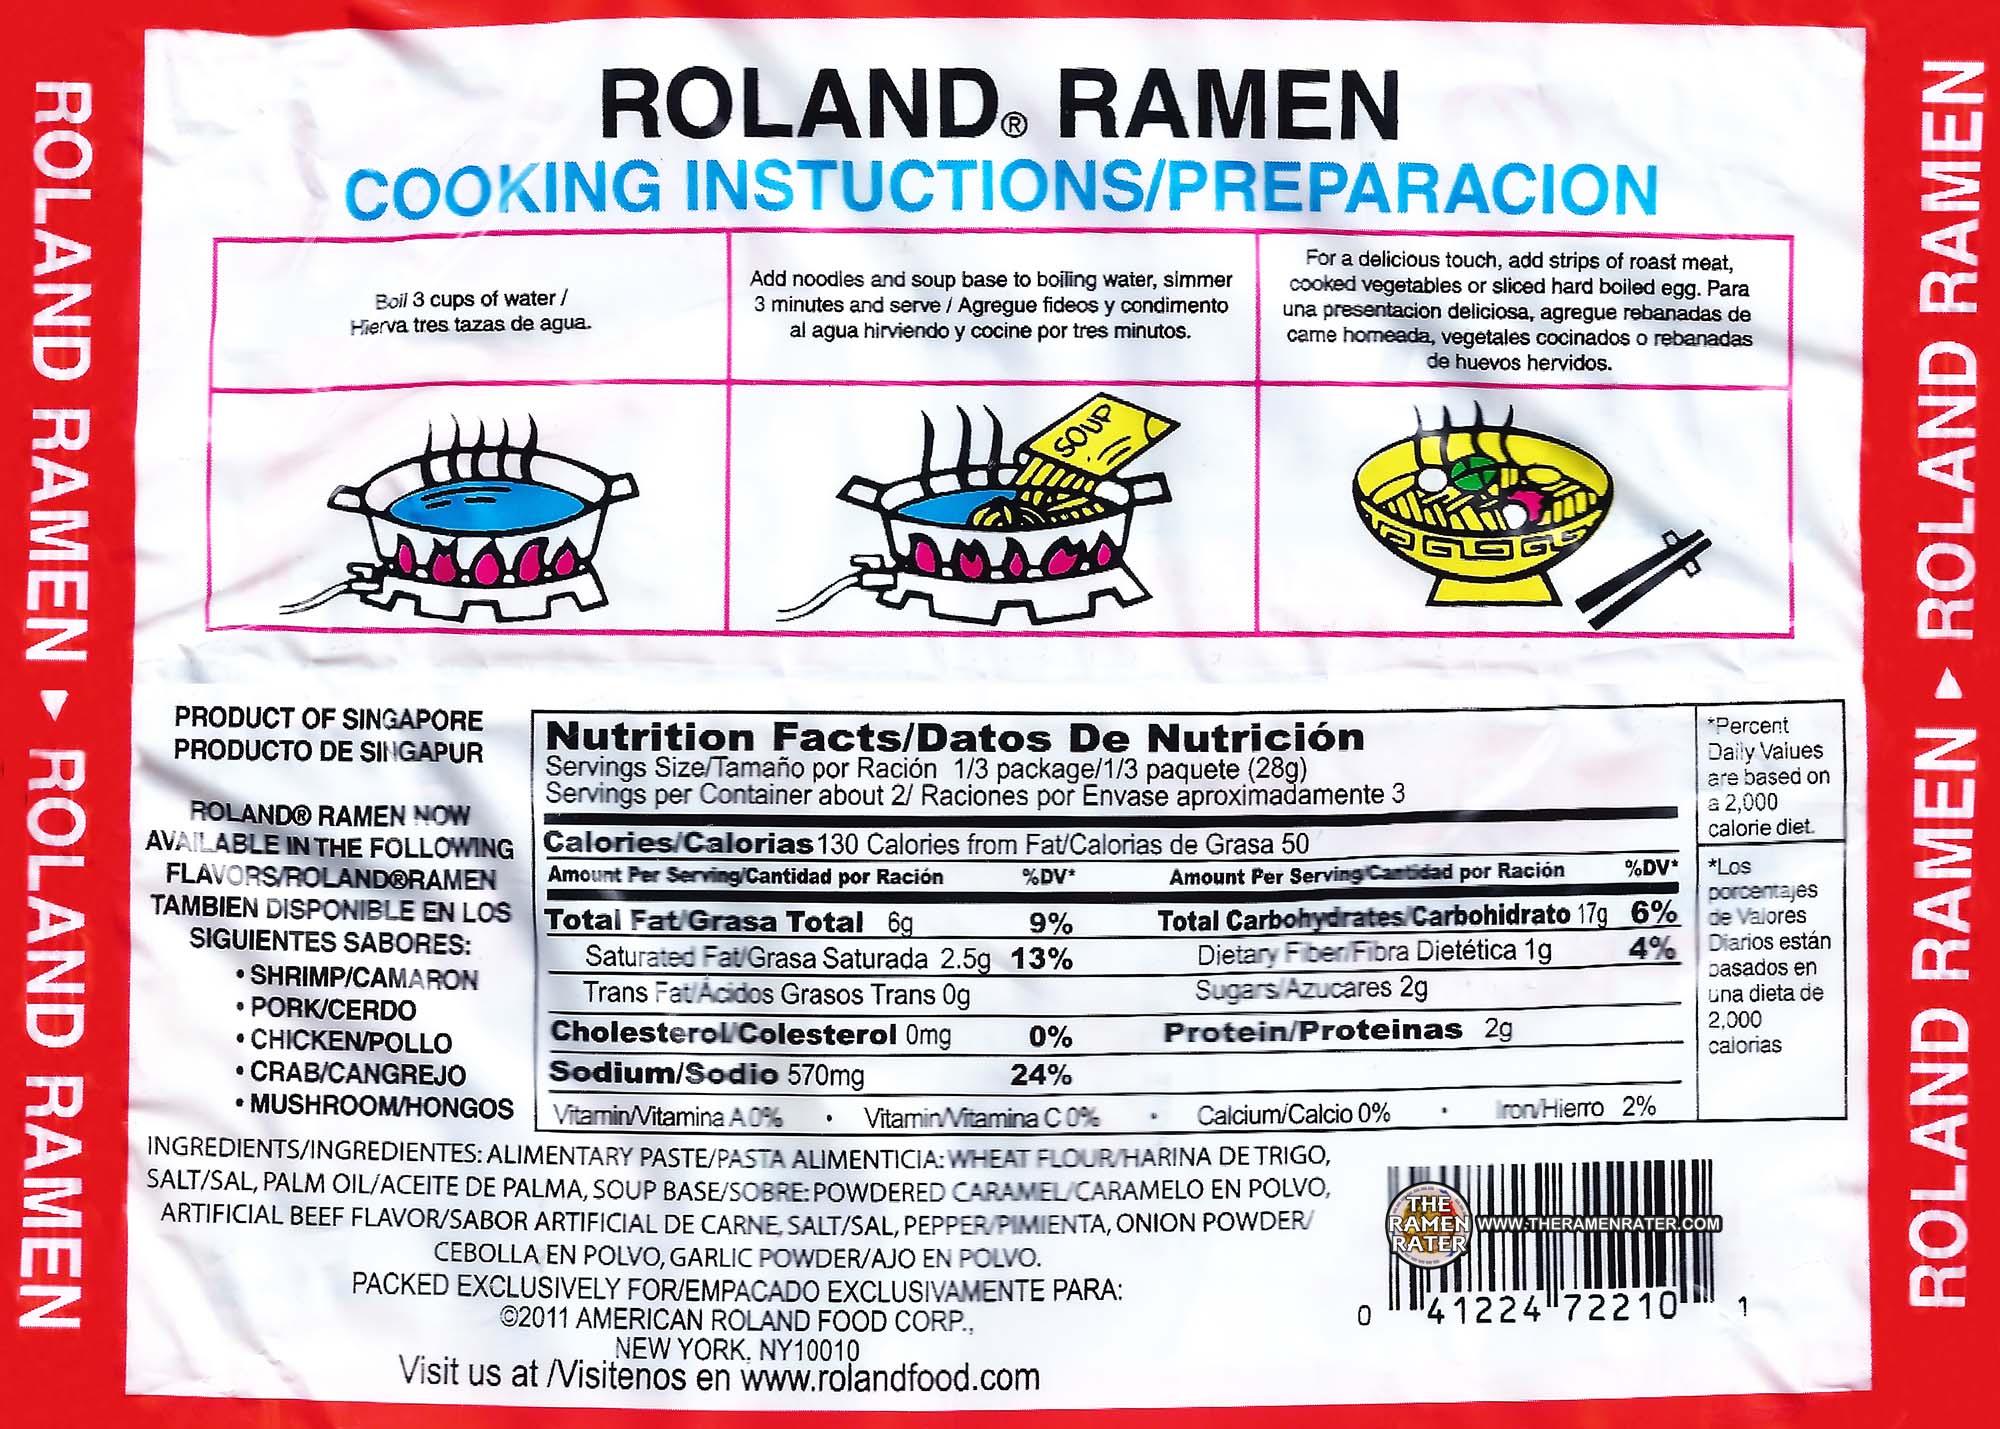 ROLAND® RAMEN
COOKING INSTUCTIONS/PREPARACION
Boil 3 cups of water /
Hierva tres tazas de agua.
Add noodles and soup base to boiling water, simmer
3 minutes and serve / Agregue fideos y condimento
al agua hirviendo y cocine por tres minutos.
For a delicious touch, add strips of roast meat,
cooked vegetables or sliced hard boiled egg. Para
una presentacion deliciosa, agregue rebanadas de
carne horneada, vegetales cocinados o rebanadas
de huevos hervidos.
SOUP
PRODUCT OF SINGAPORE
PRODUCTO DE SINGAPUR
ROLAND® RAMEN NOW
AVAILABLE IN THE FOLLOWING
FLAVORS/ROLAND®RAMEN
TAMBIEN DISPONIBLE EN LOS
SIGUIENTES SABORES:
• SHRIMP/CAMARON
• PORK/CERDO
• CHICKEN/POLLO
• CRAB/CANGREJO
• MUSHROOM/HONGOS
Nutrition Facts/Datos De Nutrición
Servings Size/Tamaño por Ración 1/3 package/1/3 paquete (28g)
Servings per Container about 2/ Raciones por Envase aproximadamente 3
Calories/Calorias 130 Calories from Fat/Calorias de Grasa 50
Amount Per Serving/Cantidad por Ración %DV* Amount Per Serving/Cantidad por Ración %DV*
Total Fat/Grasa Total 6g 9% Total Carbohydrates/Carbohidrato 17g 6%
Saturated Fat/Grasa Saturada 2.5g 13% Dietary Fiber/Fibra Dietética 1g 4%
Trans Fat/Ácidos Grasos Trans 0g Sugars/Azucares 2g
Cholesterol/Colesterol 0mg 0% Protein/Proteinas 2g
Sodium/Sodio 570mg 24%
Vitamin/Vitamina A 0% • Vitamin/Vitamina C 0% • Calcium/Calcio 0% • Iron/Hierro 2%
*Percent
Daily Values
are based on
a 2,000
calorie diet.
*Los
porcentajes
de Valores
Diarios están
basados en
una dieta de
2,000
calorias
INGREDIENTS/INGREDIENTES: ALIMENTARY PASTE/PASTA ALIMENTICIA: WHEAT FLOUR/HARINA DE TRIGO,
SALT/SAL, PALM OIL/ACEITE DE PALMA, SOUP BASE/SOBRE: POWDERED CARAMEL/CARAMELO EN POLVO,
ARTIFICIAL BEEF FLAVOR/SABOR ARTIFICIAL DE CARNE, SALT/SAL, PEPPER/PIMIENTA, ONION POWDER/
CEBOLLA EN POLVO, GARLIC POWDER/AJO EN POLVO.
PACKED EXCLUSIVELY FOR/EMPACADO EXCLUSIVAMENTE PARA:
©2011 AMERICAN ROLAND FOOD CORP.,
NEW YORK. NY10010
Visit us at /Visitenos en www.rolandfood.com
THE
RAMEN
RATER
WWW.THERAMENRATER.COM
0 41224 72210 1
ROLAND RAMEN ▶ ROLAND RAMEN
ROLAND RAMEN ◀ ROLAND RAMEN